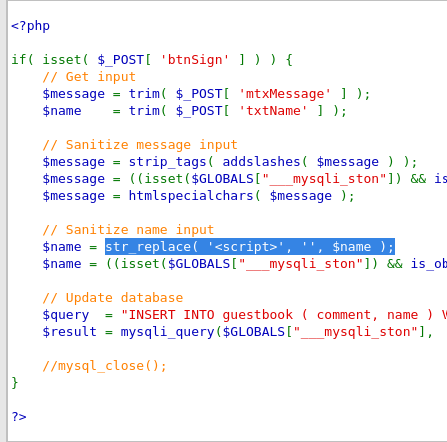 <?php
if( isset( $_POST[ 'btnSign' ] ) ) {
// Get input
$message = trim( $_POST[ 'mtxMessage' ] );
$name = trim( $_POST[ 'txtName' ] );
// Sanitize message input
$message = strip_tags( addslashes( $message ) );
$message = ((isset($GLOBALS["___mysqli_ston"]) && is
$message = htmlspecialchars( $message );
// Sanitize name input
$name = str_replace( '<script>', '', $name );
$name = ((isset($GLOBALS["___mysqli_ston"]) && is_ob
// Update database
$query = "INSERT INTO guestbook ( comment, name ) V
$result = mysqli_query($GLOBALS["___mysqli_ston"],
//mysql_close();
}
?>